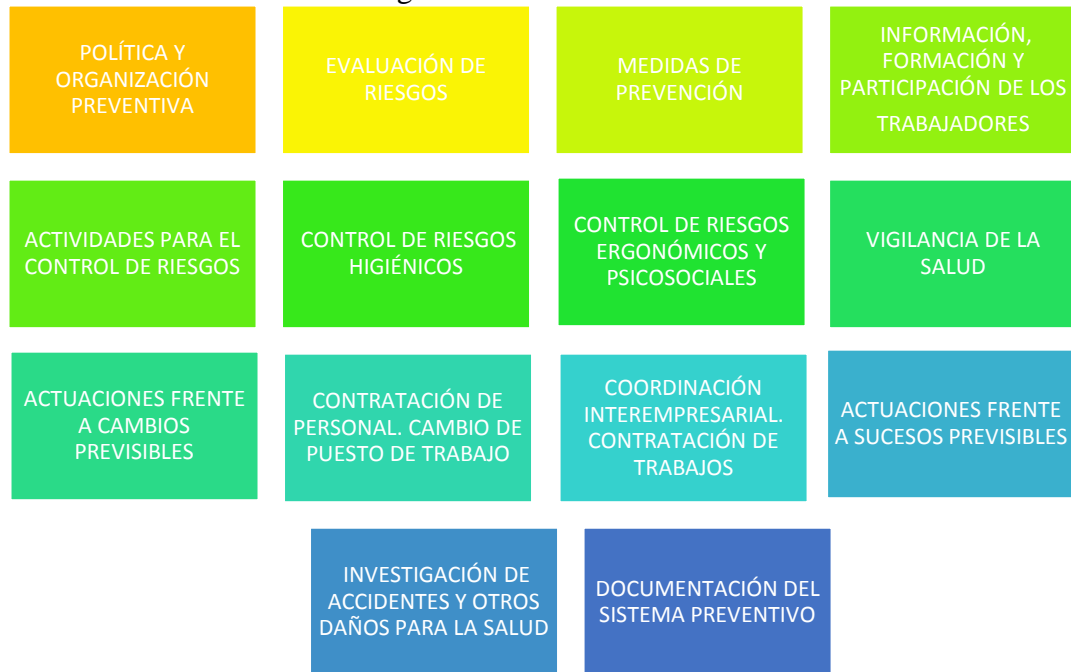 POLÍTICA Y
ORGANIZACIÓN
PREVENTIVA
EVALUACIÓN DE
RIESGOS
MEDIDAS DE
PREVENCIÓN
INFORMACIÓN,
FORMACIÓN Y
PARTICIPACIÓN DE LOS
TRABAJADORES
ACTIVIDADES PARA EL
CONTROL DE RIESGOS
CONTROL DE RIESGOS
HIGIÉNICOS
CONTROL DE RIESGOS
ERGONÓMICOS Y
PSICOSOCIALES
VIGILANCIA DE LA
SALUD
ACTUACIONES FRENTE
A CAMBIOS
PREVISIBLES
CONTRATACIÓN DE
PERSONAL. CAMBIO DE
PUESTO DE TRABAJO
COORDINACIÓN
INTEREMPRESARIAL.
CONTRATACIÓN DE
TRABAJOS
ACTUACIONES FRENTE
A SUCESOS PREVISIBLES
INVESTIGACIÓN DE
ACCIDENTES Y OTROS
DAÑOS PARA LA SALUD
DOCUMENTACIÓN DEL
SISTEMA PREVENTIVO